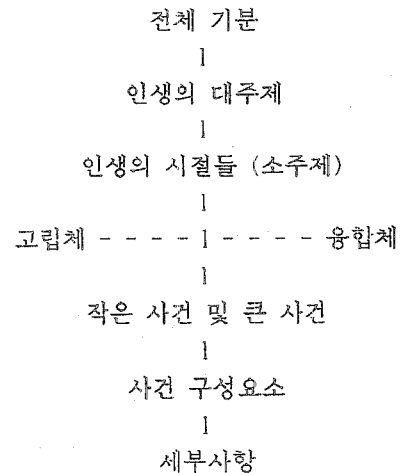 전체 기분
인생의 대주제
인생의 시절들 (소주제)
고립체 - - - - - - - - 융합체
작은 사건 및 큰 사건
사건 구성요소
세부사항